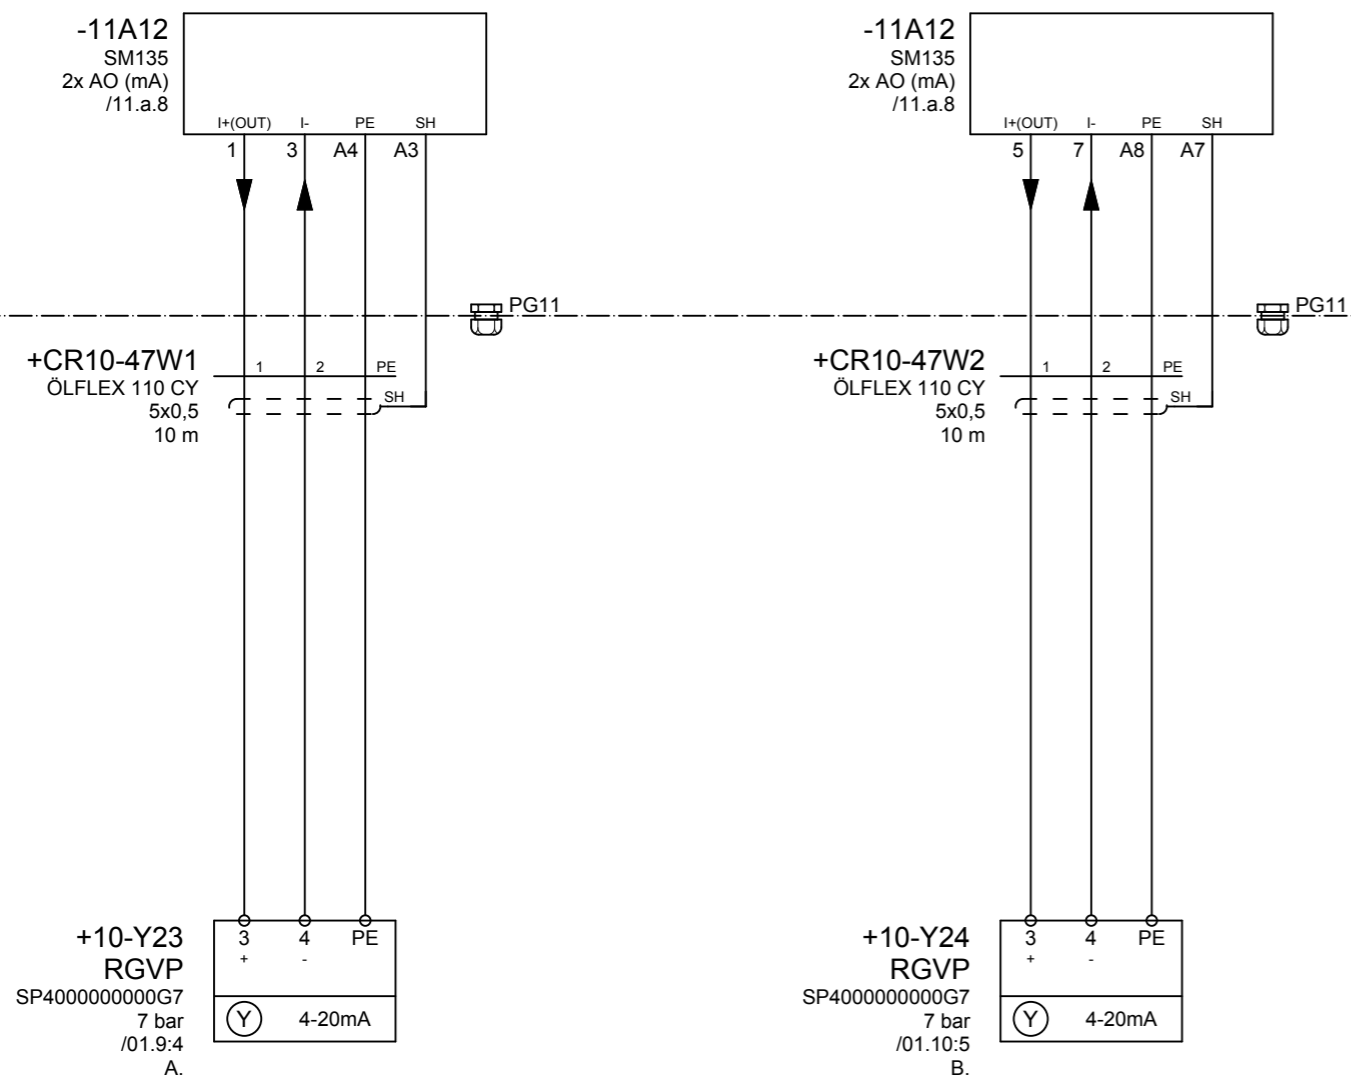 -11A12
SM135
2x AO (mA)
/11.a.8
I+(OUT) I- PE SH
1 3 A4 A3
PG11
+CR10-47W1
ÖLFLEX 110 CY
5x0,5
10 m
1 2 PE
SH
+10-Y23
RGVP
SP4000000000G7
7 bar
/01.9:4
A.
3 4 PE
+ -
Y 4-20mA
-11A12
SM135
2x AO (mA)
/11.a.8
I+(OUT) I- PE SH
5 7 A8 A7
PG11
+CR10-47W2
ÖLFLEX 110 CY
5x0,5
10 m
1 2 PE
SH
+10-Y24
RGVP
SP4000000000G7
7 bar
/01.10:5
B.
3 4 PE
+ -
Y 4-20mA